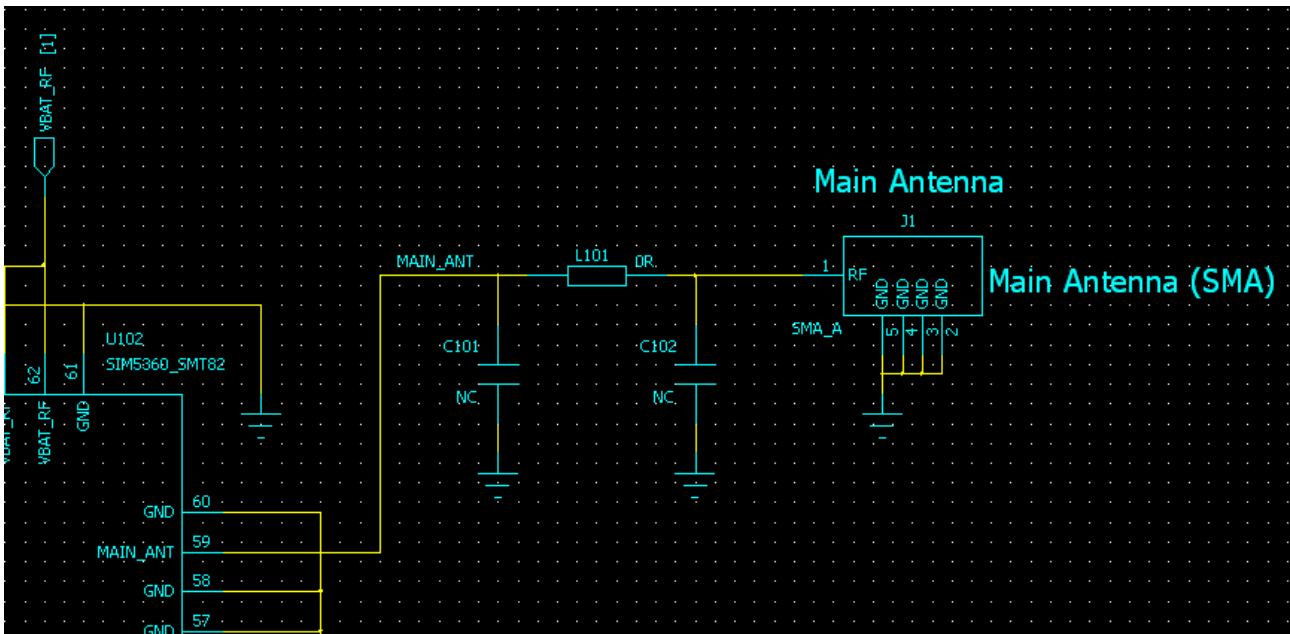 VBAT_RF [1]
Main Antenna
J1
MAIN_ANT
L101
0R
1
RF
GND
GND
GND
GND
Main Antenna (SMA)
SMA_A
5
4
3
2
U102
SIM5360_SMT82
C101
C102
NC
NC
62
61
VBAT_RF
VBAT_RF
GND
GND
60
MAIN_ANT
59
GND
58
GND
57